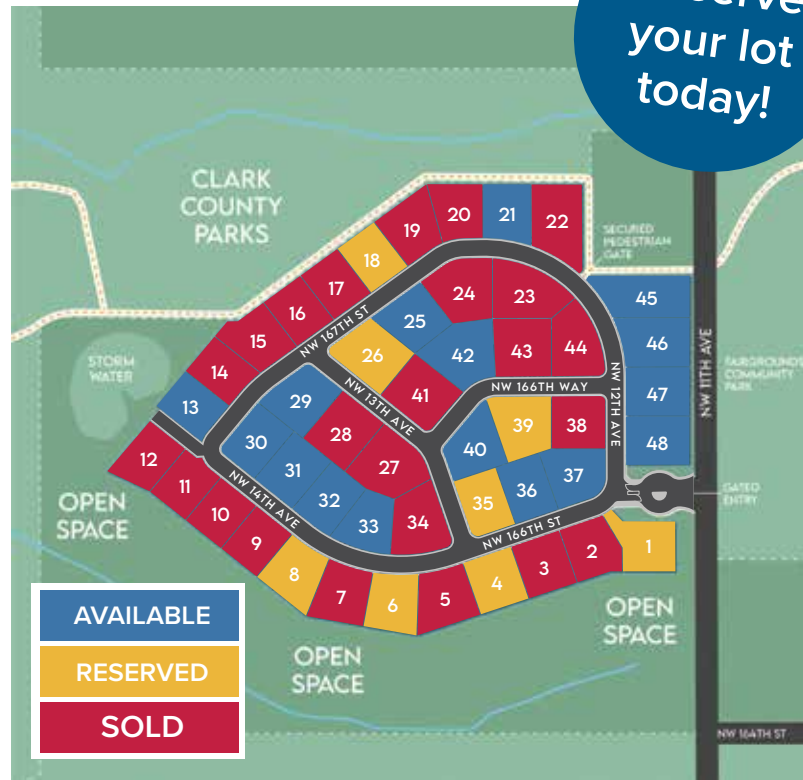 your lot
today!
CLARK
COUNTY
PARKS
SECURED
PEDESTRIAN
GATE
20
21
22
19
18
17
16
15
14
13
24
23
25
26
42
43
44
41
45
46
47
48
NW 167TH ST
NW 13TH AVE
NW 166TH WAY
NW 12TH AVE
NW 11TH AVE
FAIRGROUNDS
COMMUNITY
PARK
STORM
WATER
29
30
28
31
27
32
33
34
40
39
38
35
36
37
GATED
ENTRY
NW 14TH AVE
NW 166TH ST
12
11
10
9
8
7
6
5
4
3
2
1
OPEN
SPACE
OPEN
SPACE
OPEN
SPACE
AVAILABLE
RESERVED
SOLD
NW 164TH ST